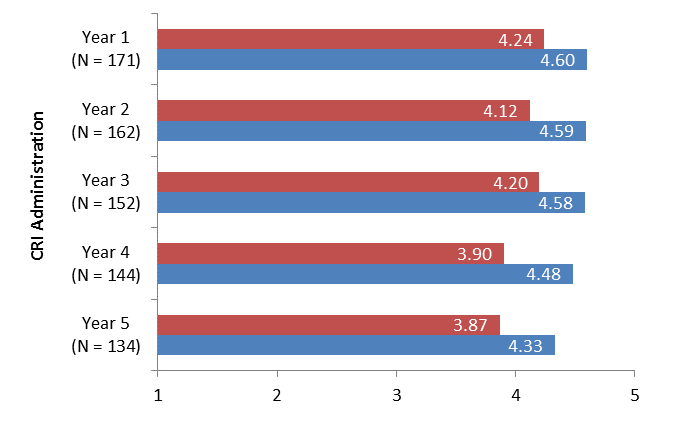 CRI Administration
Year 1
(N = 171)
4.24
4.60
Year 2
(N = 162)
4.12
4.59
Year 3
(N = 152)
4.20
4.58
Year 4
(N = 144)
3.90
4.48
Year 5
(N = 134)
3.87
4.33
1 2 3 4 5